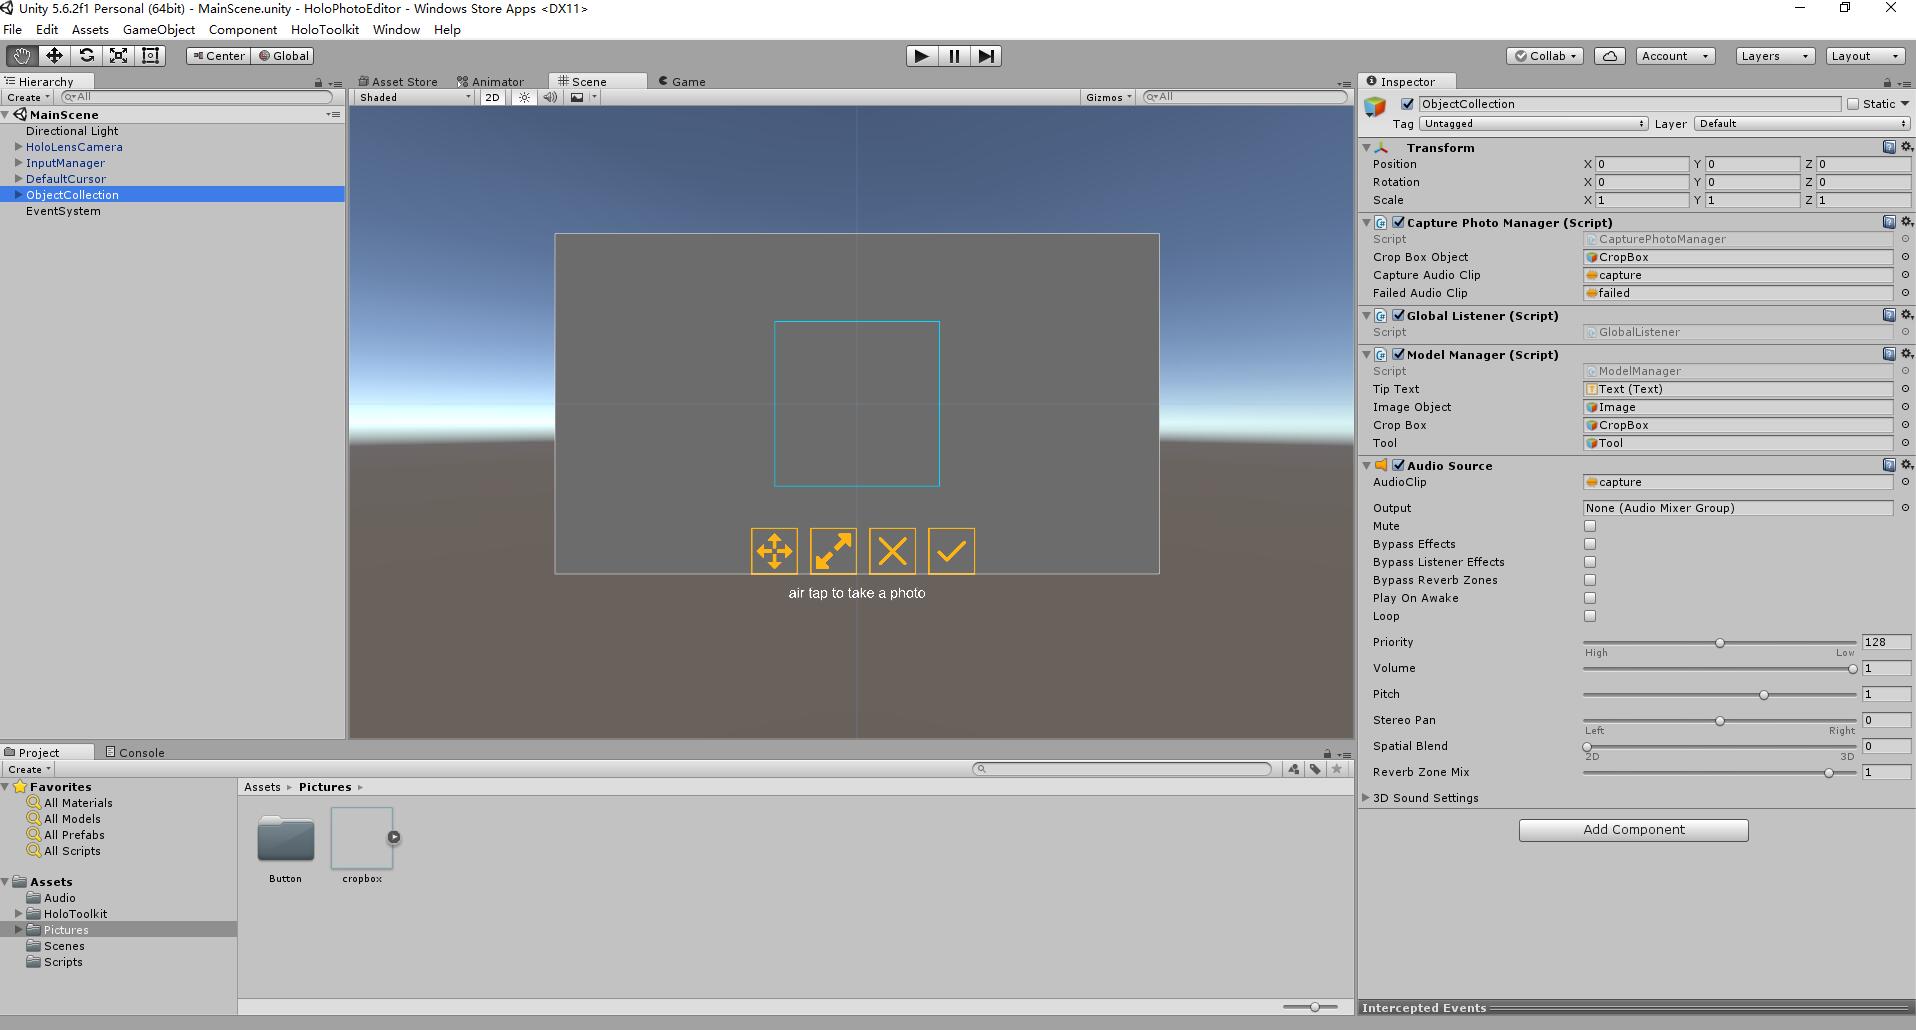 Unity 5.6.2f1 Personal (64bit) - MainScene.unity - HoloPhotoEditor - Windows Store Apps <DX11>
File Edit Assets GameObject Component HoloToolkit Window Help
Center Global
Collab Account Layers Layout
Hierarchy
Create All
MainScene
Directional Light
HoloLensCamera
InputManager
DefaultCursor
ObjectCollection
EventSystem
Asset Store Animator Scene Game
Shaded 2D Gizmos All
air tap to take a photo
Inspector
ObjectCollection Static
Tag Untagged Layer Default
Transform
Position X 0 Y 0 Z 0
Rotation X 0 Y 0 Z 0
Scale X 1 Y 1 Z 1
Capture Photo Manager (Script)
Script CapturePhotoManager
Crop Box Object CropBox
Capture Audio Clip capture
Failed Audio Clip failed
Global Listener (Script)
Script GlobalListener
Model Manager (Script)
Script ModelManager
Tip Text Text (Text)
Image Object Image
Crop Box CropBox
Tool Tool
Audio Source
AudioClip capture
Output None (Audio Mixer Group)
Mute
Bypass Effects
Bypass Listener Effects
Bypass Reverb Zones
Play On Awake
Loop
Priority 128
High Low
Volume 1
Pitch 1
Stereo Pan 0
Left Right
Spatial Blend 0
2D 3D
Reverb Zone Mix 1
3D Sound Settings
Add Component
Intercepted Events
Project Console
Create
Favorites
All Materials
All Models
All Prefabs
All Scripts
Assets
Audio
HoloToolkit
Pictures
Scenes
Scripts
Assets Pictures
Button cropbox